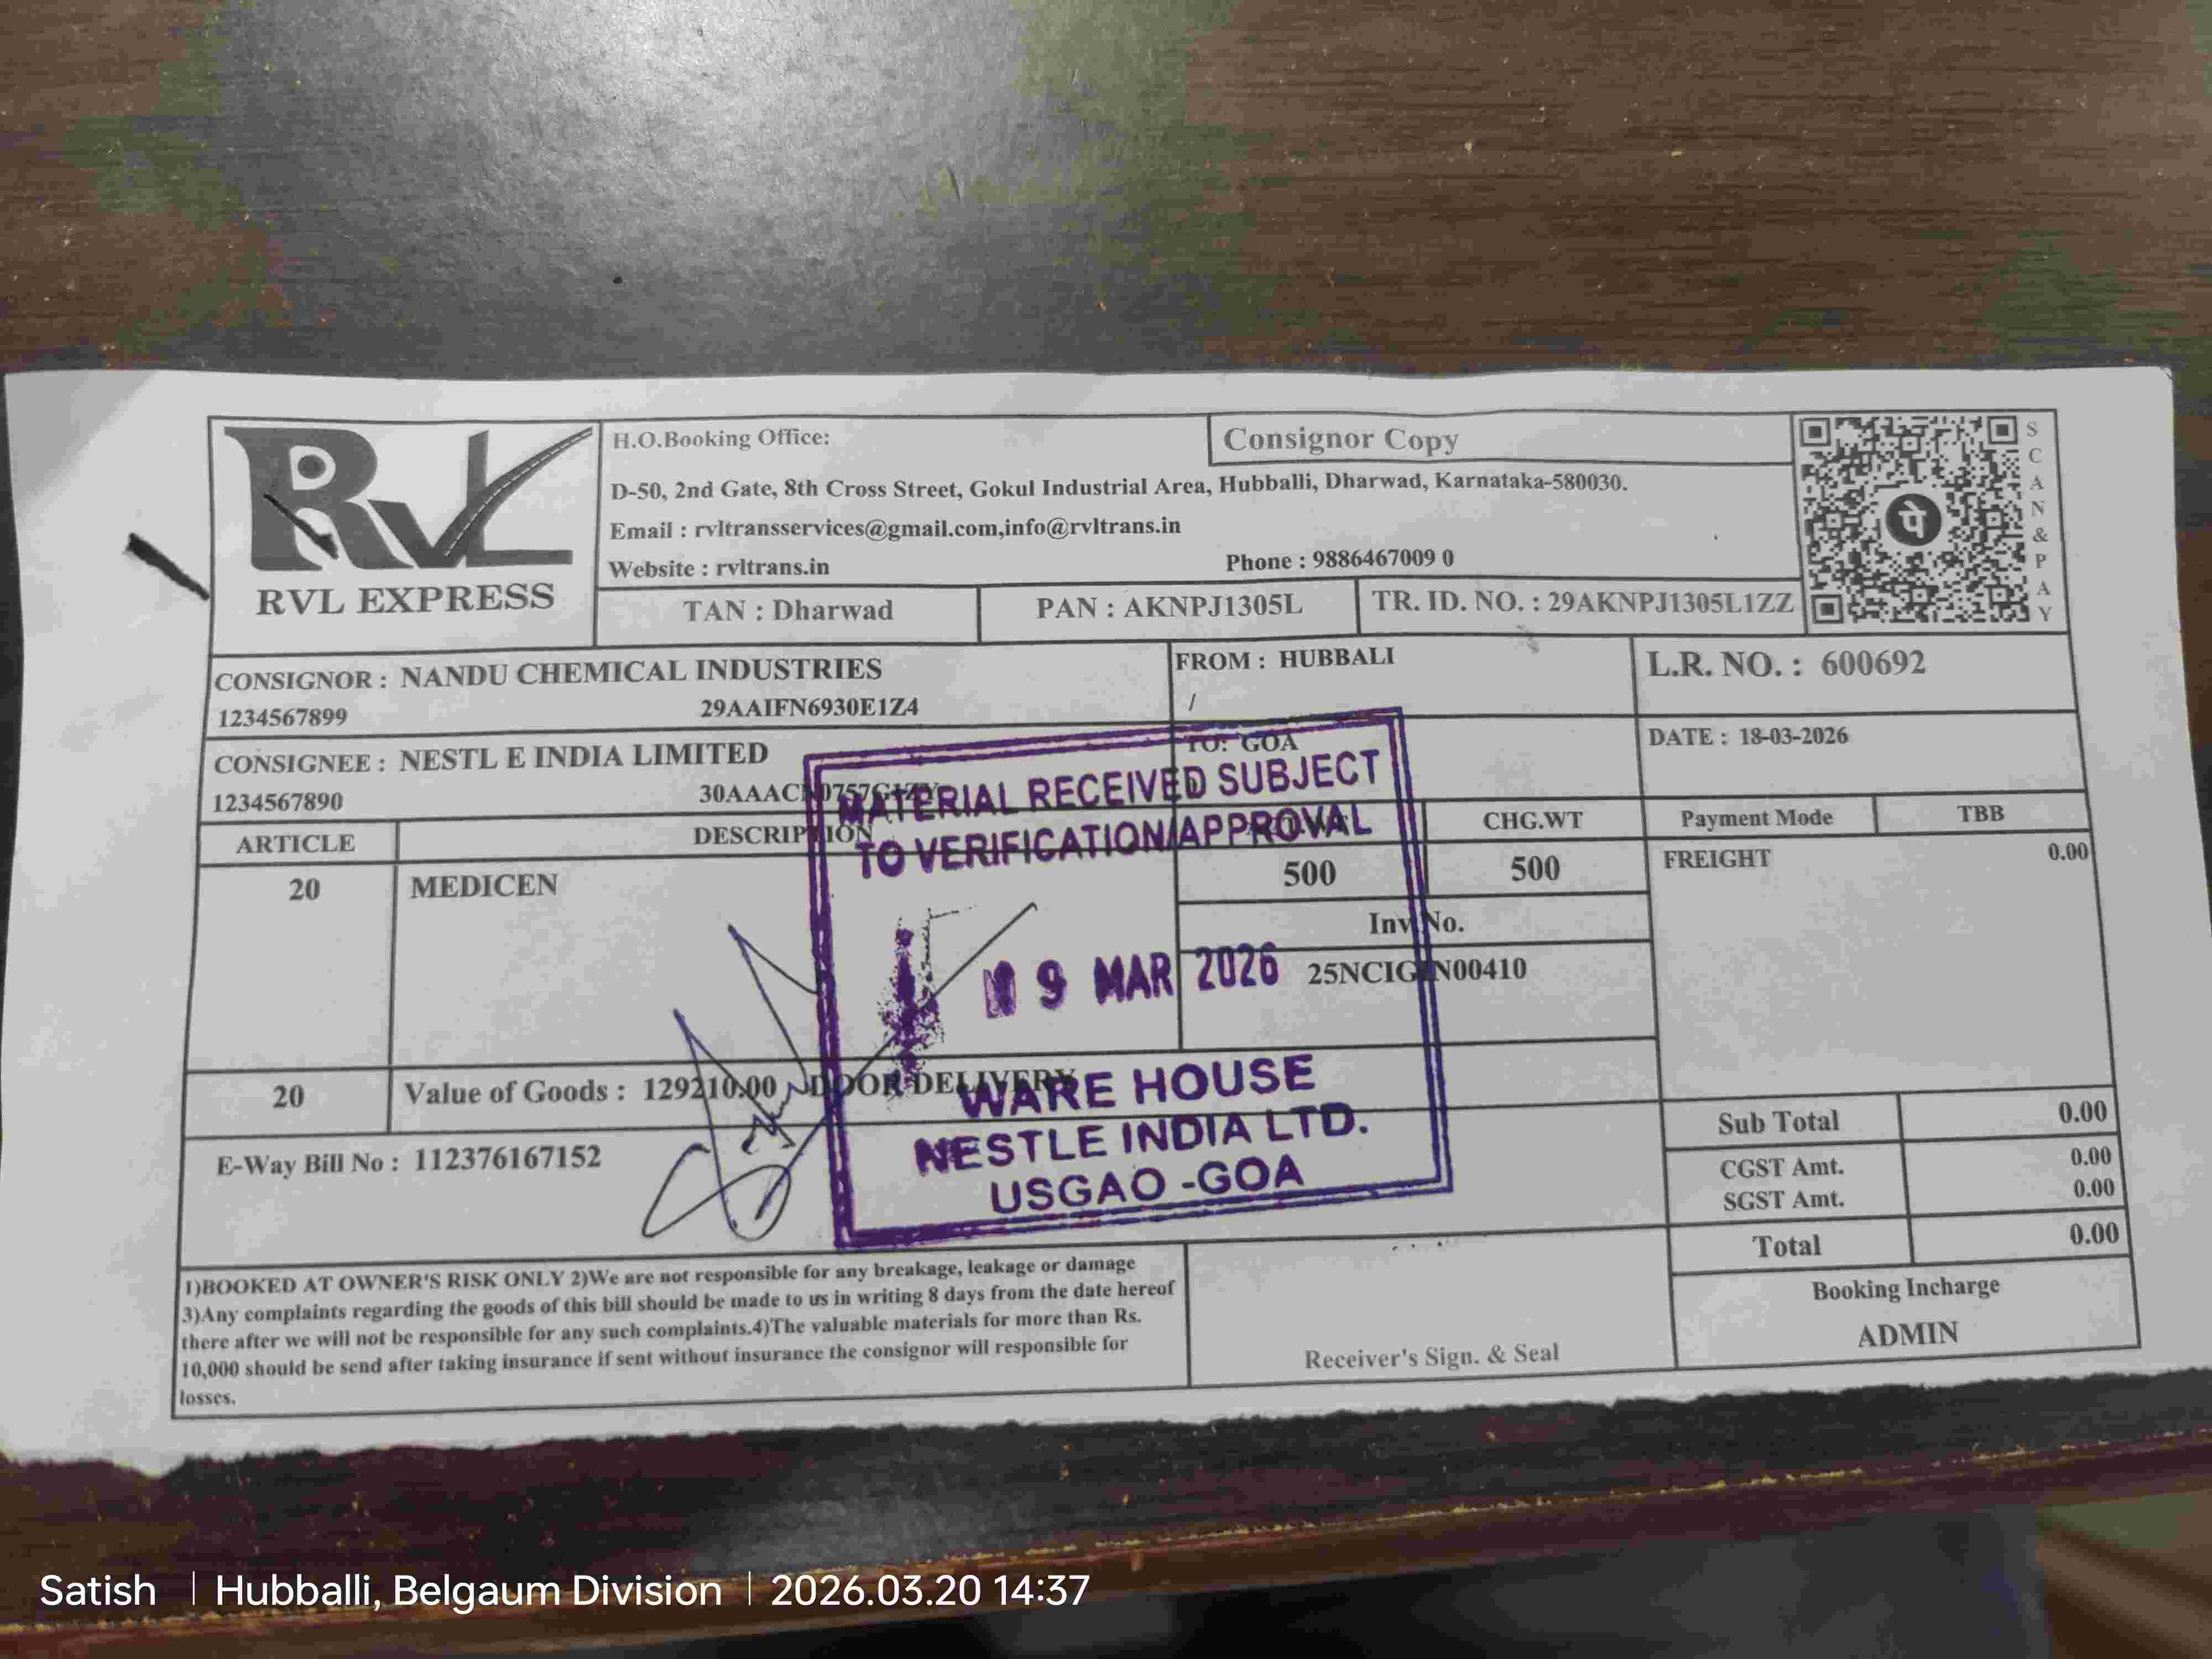 RVL
RVL EXPRESS
H.O.Booking Office:
Consignor Copy
D-50, 2nd Gate, 8th Cross Street, Gokul Industrial Area, Hubballi, Dharwad, Karnataka-580030.
Email : rvltransservices@gmail.com,info@rvltrans.in
Website : rvltrans.in Phone : 9886467009 0
TAN : Dharwad PAN : AKNPJ1305L TR. ID. NO. : 29AKNPJ1305L1ZZ
पे
SCAN&PAY
CONSIGNOR : NANDU CHEMICAL INDUSTRIES
1234567899 29AAIFN6930E1Z4
FROM : HUBBALI
/
L.R. NO. : 600692
CONSIGNEE : NESTL E INDIA LIMITED
1234567890
TO: GOA
DATE : 18-03-2026
ARTICLE DESCRIPTION CHG.WT Payment Mode TBB
20 MEDICEN 500 500 FREIGHT 0.00
Inv No.
MATERIAL RECEIVED SUBJECT
TO VERIFICATION/APPROVAL
9 MAR 2026
WARE HOUSE
NESTLE INDIA LTD.
USGAO -GOA
20 Value of Goods : 129210.00 DOOR DELIVERY
E-Way Bill No : 112376167152
Sub Total 0.00
CGST Amt. 0.00
SGST Amt. 0.00
Total 0.00
1)BOOKED AT OWNER'S RISK ONLY 2)We are not responsible for any breakage, leakage or damage
3)Any complaints regarding the goods of this bill should be made to us in writing 8 days from the date hereof
there after we will not be responsible for any such complaints.4)The valuable materials for more than Rs.
10,000 should be send after taking insurance if sent without insurance the consignor will responsible for
losses.
Receiver's Sign. & Seal
Booking Incharge
ADMIN
Satish | Hubballi, Belgaum Division | 2026.03.20 14:37